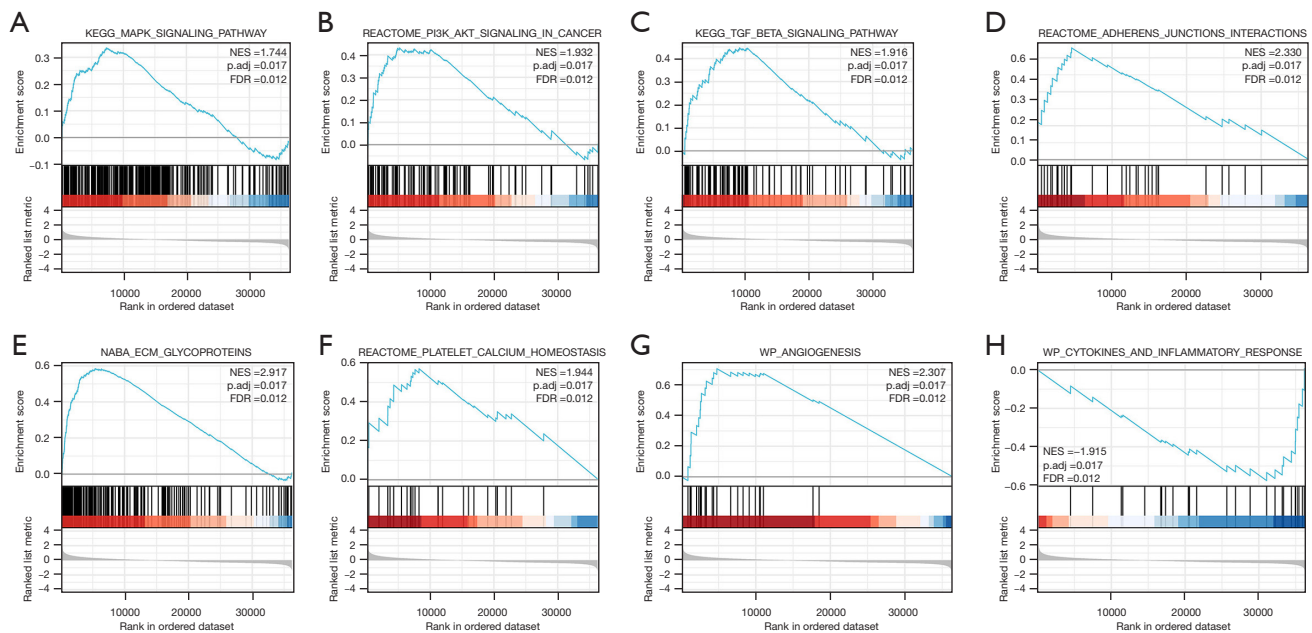 A
KEGG_MAPK_SIGNALING_PATHWAY
NES =1.744
p.adj =0.017
FDR =0.012
Enrichment score
0.3
0.2
0.1
0.0
−0.1
Ranked list metric
4
2
0
−2
−4
10000 20000 30000
Rank in ordered dataset
B
REACTOME_PI3K_AKT_SIGNALING_IN_CANCER
NES =1.932
p.adj =0.017
FDR =0.012
Enrichment score
0.4
0.3
0.2
0.1
0.0
Ranked list metric
4
2
0
−2
−4
10000 20000 30000
Rank in ordered dataset
C
KEGG_TGF_BETA_SIGNALING_PATHWAY
NES =1.916
p.adj =0.017
FDR =0.012
Enrichment score
0.4
0.3
0.4
0.1
0.0
Ranked list metric
4
2
0
−2
−4
10000 20000 30000
Rank in ordered dataset
D
REACTOME_ADHERENS_JUNCTIONS_INTERACTIONS
NES =2.330
p.adj =0.017
FDR =0.012
Enrichment score
0.6
0.4
0.3
0.2
0.0
Ranked list metric
4
2
0
−2
−4
10000 20000 30000
Rank in ordered dataset
E
NABA_ECM_GLYCOPROTEINS
NES =2.917
p.adj =0.017
FDR =0.012
Enrichment score
0.6
0.4
0.2
0.0
Ranked list metric
4
2
0
−2
−4
10000 20000 30000
Rank in ordered dataset
F
REACTOME_PLATELET_CALCIUM_HOMEOSTASIS
NES =1.944
p.adj =0.017
FDR =0.012
Enrichment score
0.6
0.4
0.2
0.0
Ranked list metric
4
2
0
−2
−4
10000 20000 30000
Rank in ordered dataset
G
WP_ANGIOGENESIS
NES =2.307
p.adj =0.017
FDR =0.012
Enrichment score
0.6
0.4
0.2
0.0
Ranked list metric
4
2
0
−2
−4
10000 20000 30000
Rank in ordered dataset
H
WP_CYTOKINES_AND_INFLAMMATORY_RESPONSE
NES =−1.915
p.adj =0.017
FDR =0.012
Enrichment score
0.0
−0.2
−0.4
−0.6
Ranked list metric
4
2
0
−2
−4
10000 20000 30000
Rank in ordered dataset